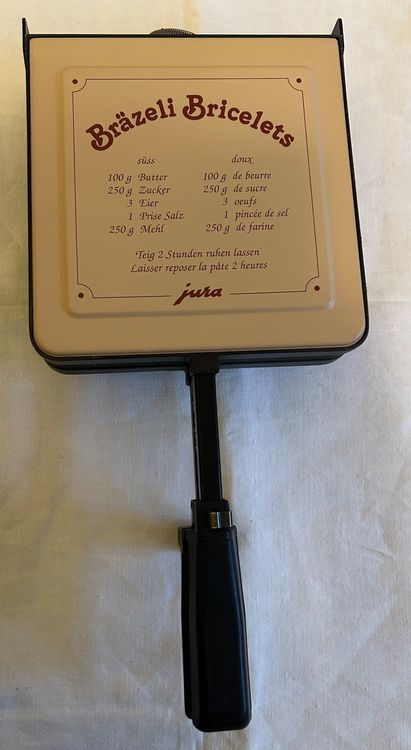 Bräzeli Bricelets
süss doux
100 g Butter 100 g de beurre
250 g Zucker 250 g de sucre
3 Eier 3 oeufs
1 Prise Salz 1 pincée de sel
250 g Mehl 250 g de farine
Teig 2 Stunden ruhen lassen
Laisser reposer la pâte 2 heures
jura